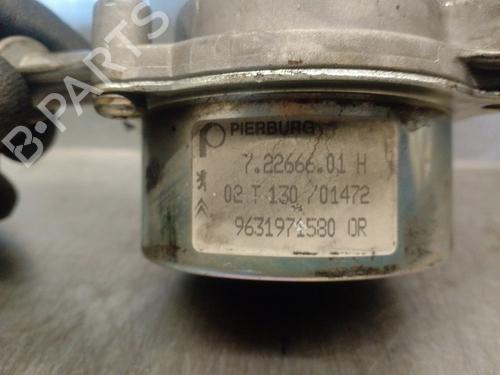 PIERBURG
7.22666.01 H
02 T 130 /01472
9631971580 OR
B-PARTS